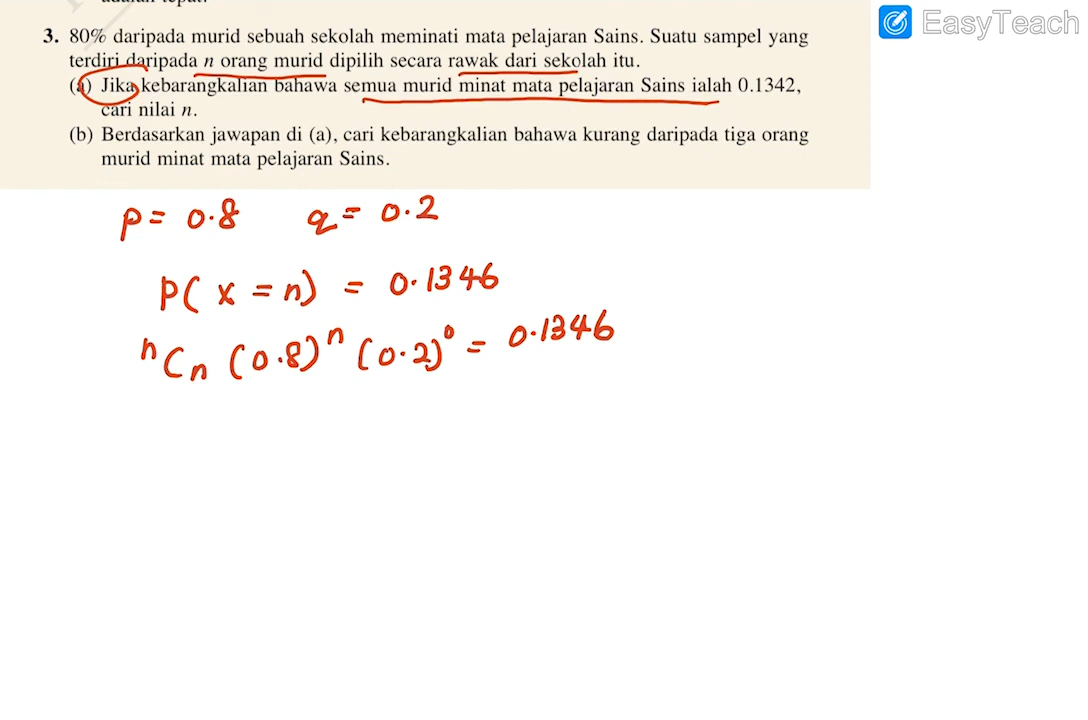 EasyTeach
3. 80% daripada murid sebuah sekolah meminati mata pelajaran Sains. Suatu sampel yang
terdiri daripada n orang murid dipilih secara rawak dari sekolah itu.
(a) Jika kebarangkalian bahawa semua murid minat mata pelajaran Sains ialah 0.1342,
cari nilai n.
(b) Berdasarkan jawapan di (a), cari kebarangkalian bahawa kurang daripada tiga orang
murid minat mata pelajaran Sains.
p = 0.8 q = 0.2
P( x = n) = 0.1346
ⁿCₙ (0.8)ⁿ (0.2)⁰ = 0.1346